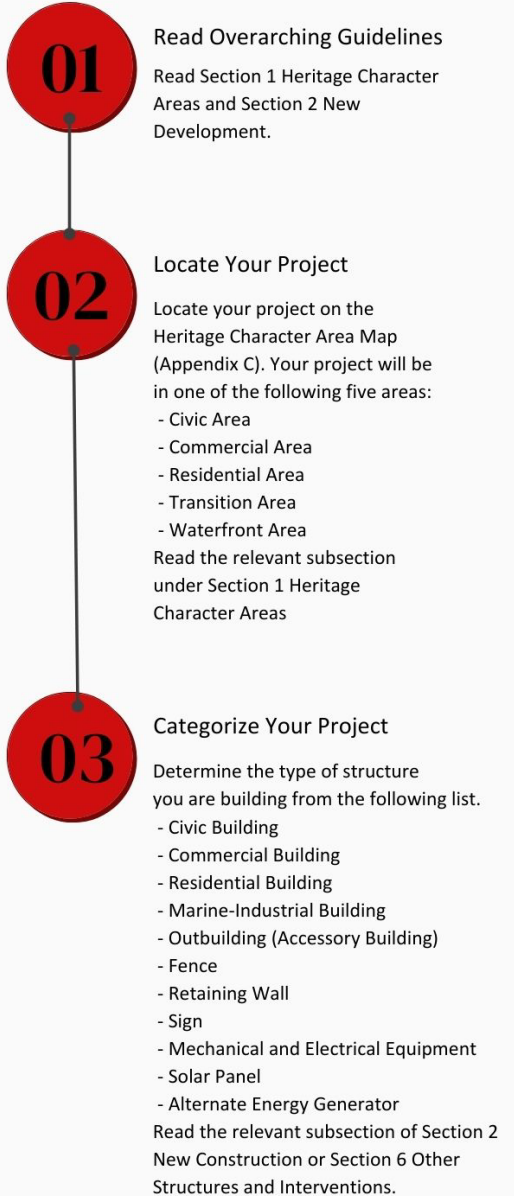 01
Read Overarching Guidelines
Read Section 1 Heritage Character
Areas and Section 2 New
Development.
02
Locate Your Project
Locate your project on the
Heritage Character Area Map
(Appendix C). Your project will be
in one of the following five areas:
- Civic Area
- Commercial Area
- Residential Area
- Transition Area
- Waterfront Area
Read the relevant subsection
under Section 1 Heritage
Character Areas
03
Categorize Your Project
Determine the type of structure
you are building from the following list.
- Civic Building
- Commercial Building
- Residential Building
- Marine-Industrial Building
- Outbuilding (Accessory Building)
- Fence
- Retaining Wall
- Sign
- Mechanical and Electrical Equipment
- Solar Panel
- Alternate Energy Generator
Read the relevant subsection of Section 2
New Construction or Section 6 Other
Structures and Interventions.